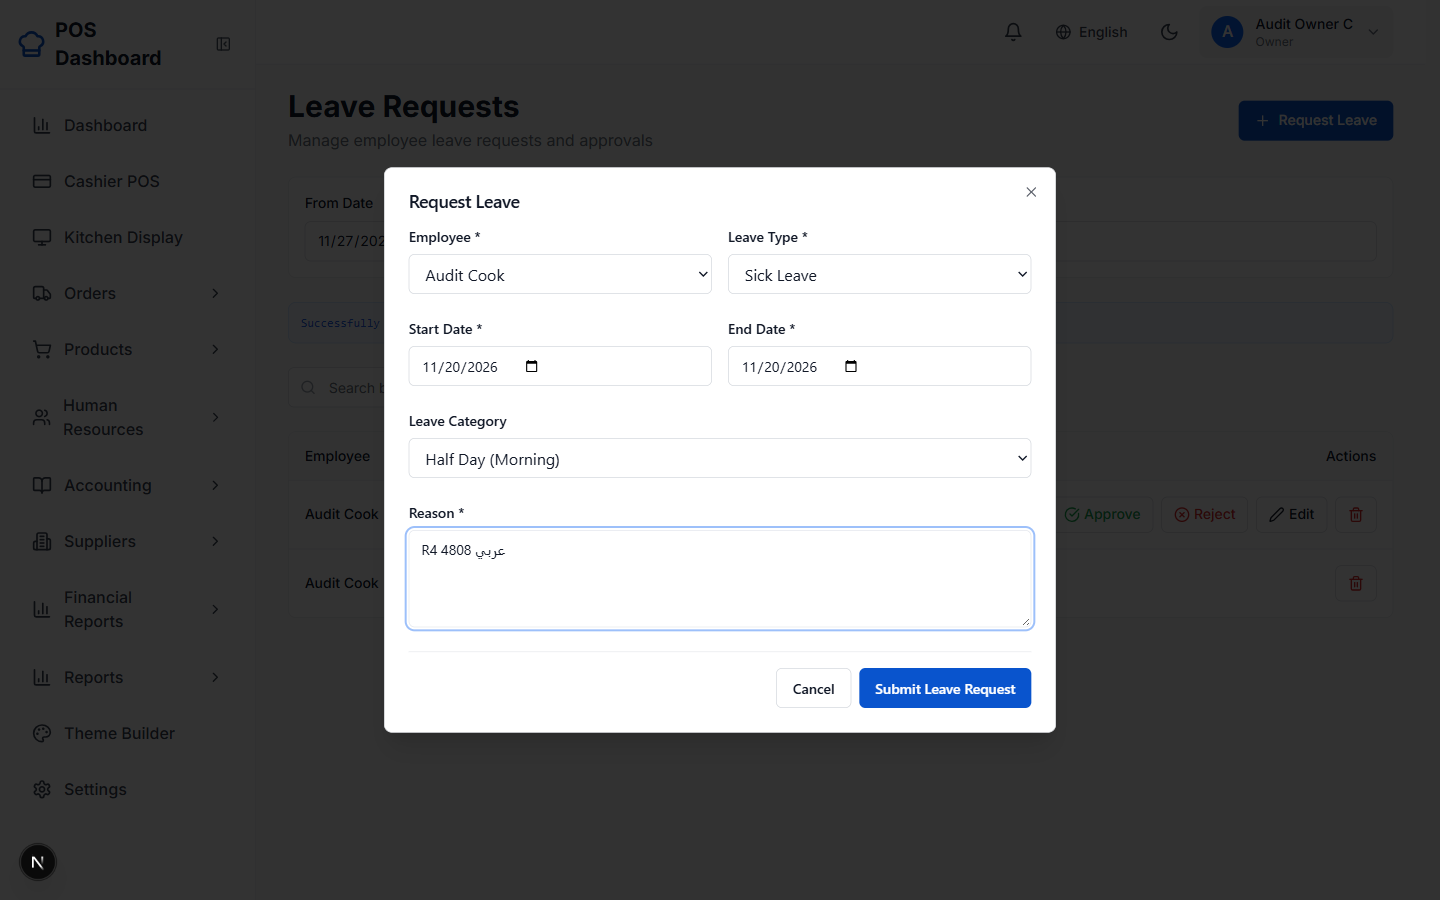 POS
Dashboard
English
A
Audit Owner C
Owner
Dashboard
Cashier POS
Kitchen Display
Orders
Products
Human
Resources
Accounting
Suppliers
Financial
Reports
Reports
Theme Builder
Settings
N
Leave Requests
Manage employee leave requests and approvals
+ Request Leave
From Date
11/27/202
Successfully
Search
Employee
Actions
Audit Cook
Approve
Reject
Edit
Audit Cook
Request Leave
Employee *
Leave Type *
Audit Cook
Sick Leave
Start Date *
End Date *
11/20/2026
11/20/2026
Leave Category
Half Day (Morning)
Reason *
R4 4808 عربي
Cancel
Submit Leave Request